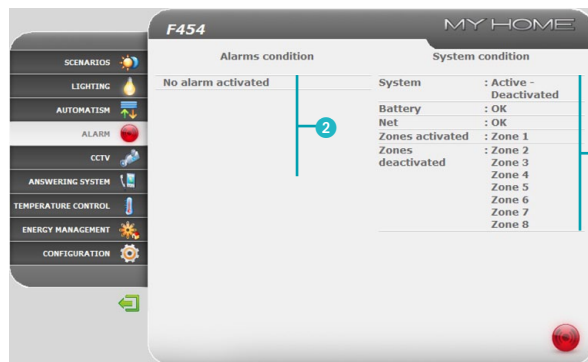 F454
MY HOME
SCENARIOS
LIGHTING
AUTOMATISM
ALARM
CCTV
ANSWERING SYSTEM
TEMPERATURE CONTROL
ENERGY MANAGEMENT
CONFIGURATION
Alarms condition
No alarm activated
2
System condition
System : Active -
Deactivated
Battery : OK
Net : OK
Zones activated : Zone 1
Zones : Zone 2
deactivated Zone 3
Zone 4
Zone 5
Zone 6
Zone 7
Zone 8